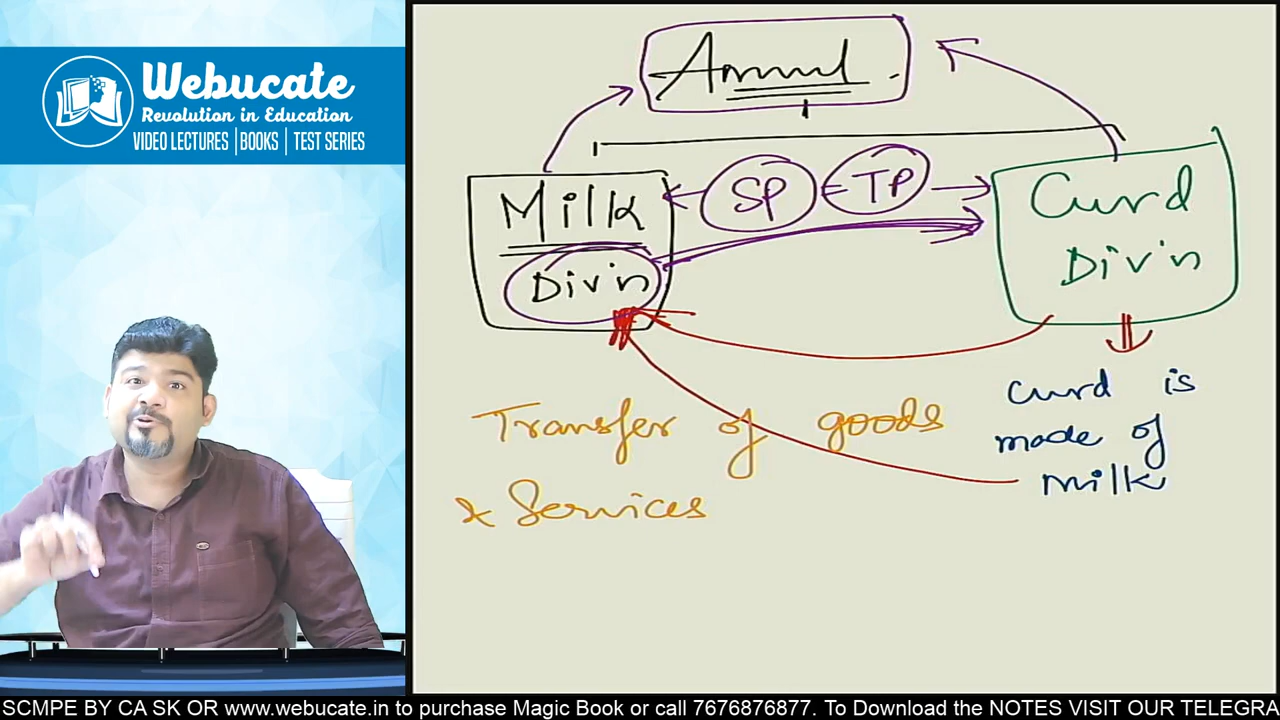 Webucate
Revolution in Education
VIDEO LECTURES | BOOKS | TEST SERIES
Amul
Milk
Div'n
SP
TP
Curd
Div'n
Transfer of goods
& Services
Curd is
made of
Milk
SCMPE BY CA SK OR www.webucate.in to purchase Magic Book or call 7676876877. To Download the NOTES VISIT OUR TELEGRA